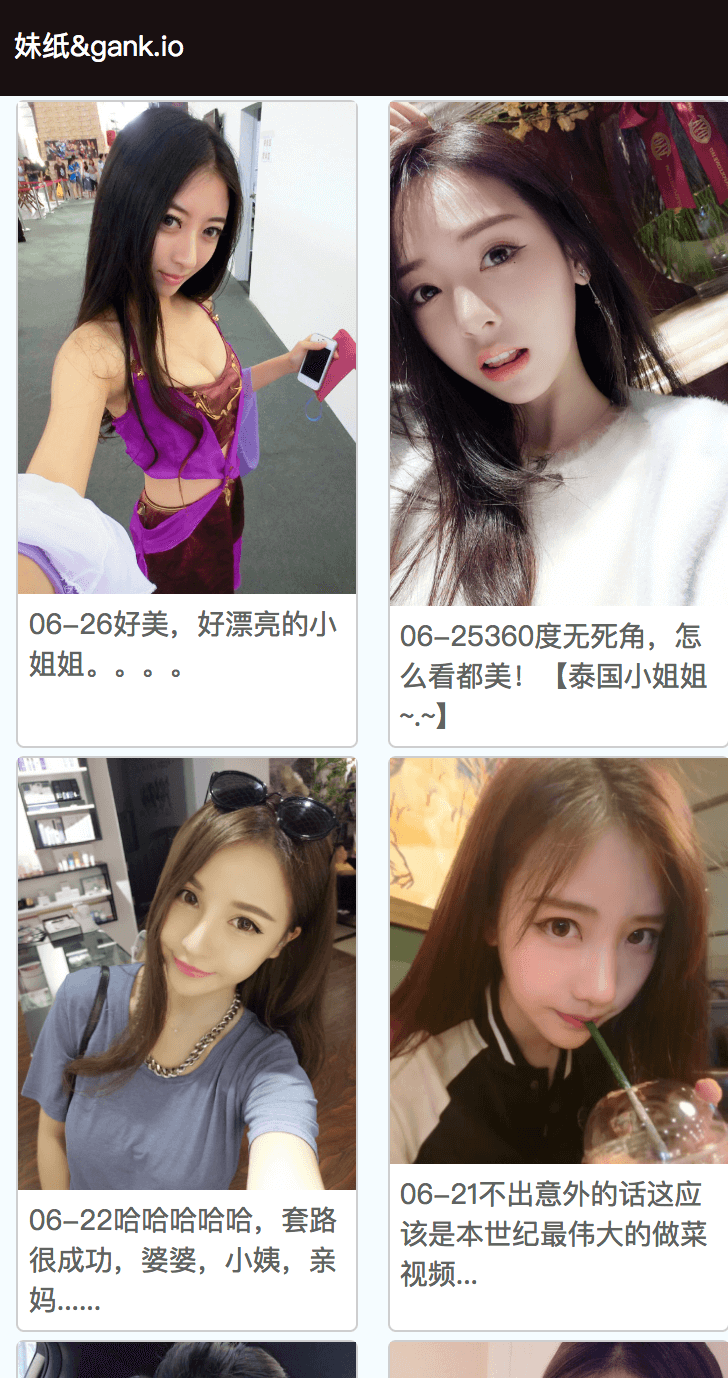 妹纸&gank.io
06-26好美，好漂亮的小
姐姐。。。。
06-25360度无死角，怎
么看都美！【泰国小姐姐
~.~】
06-22哈哈哈哈哈，套路
很成功，婆婆，小姨，亲
妈......
06-21不出意外的话这应
该是本世纪最伟大的做菜
视频...